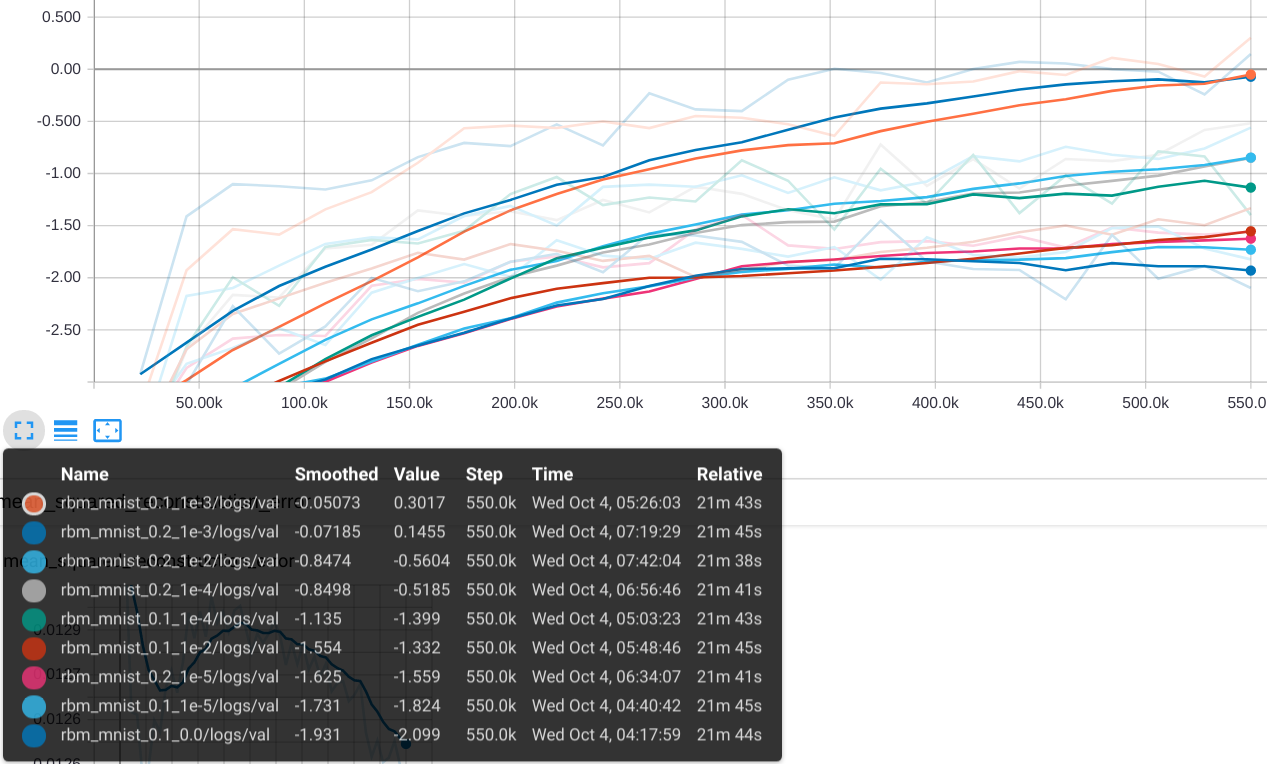 0.500
0.00
-0.500
-1.00
-1.50
-2.00
-2.50
50.00k 100.0k 150.0k 200.0k 250.0k 300.0k 350.0k 400.0k 450.0k 500.0k 550.0
Name Smoothed Value Step Time Relative
rbm_mnist_0.1_1e-3/logs/val -0.05073 0.3017 550.0k Wed Oct 4, 05:26:03 21m 43s
rbm_mnist_0.2_1e-3/logs/val -0.07185 0.1455 550.0k Wed Oct 4, 07:19:29 21m 45s
rbm_mnist_0.2_1e-2/logs/val -0.8474 -0.5604 550.0k Wed Oct 4, 07:42:04 21m 38s
rbm_mnist_0.2_1e-4/logs/val -0.8498 -0.5185 550.0k Wed Oct 4, 06:56:46 21m 41s
rbm_mnist_0.1_1e-4/logs/val -1.135 -1.399 550.0k Wed Oct 4, 05:03:23 21m 43s
0.0129
rbm_mnist_0.1_1e-2/logs/val -1.554 -1.332 550.0k Wed Oct 4, 05:48:46 21m 45s
rbm_mnist_0.2_1e-5/logs/val -1.625 -1.559 550.0k Wed Oct 4, 06:34:07 21m 41s
rbm_mnist_0.1_1e-5/logs/val -1.731 -1.824 550.0k Wed Oct 4, 04:40:42 21m 45s
0.0126
rbm_mnist_0.1_0.0/logs/val -1.931 -2.099 550.0k Wed Oct 4, 04:17:59 21m 44s